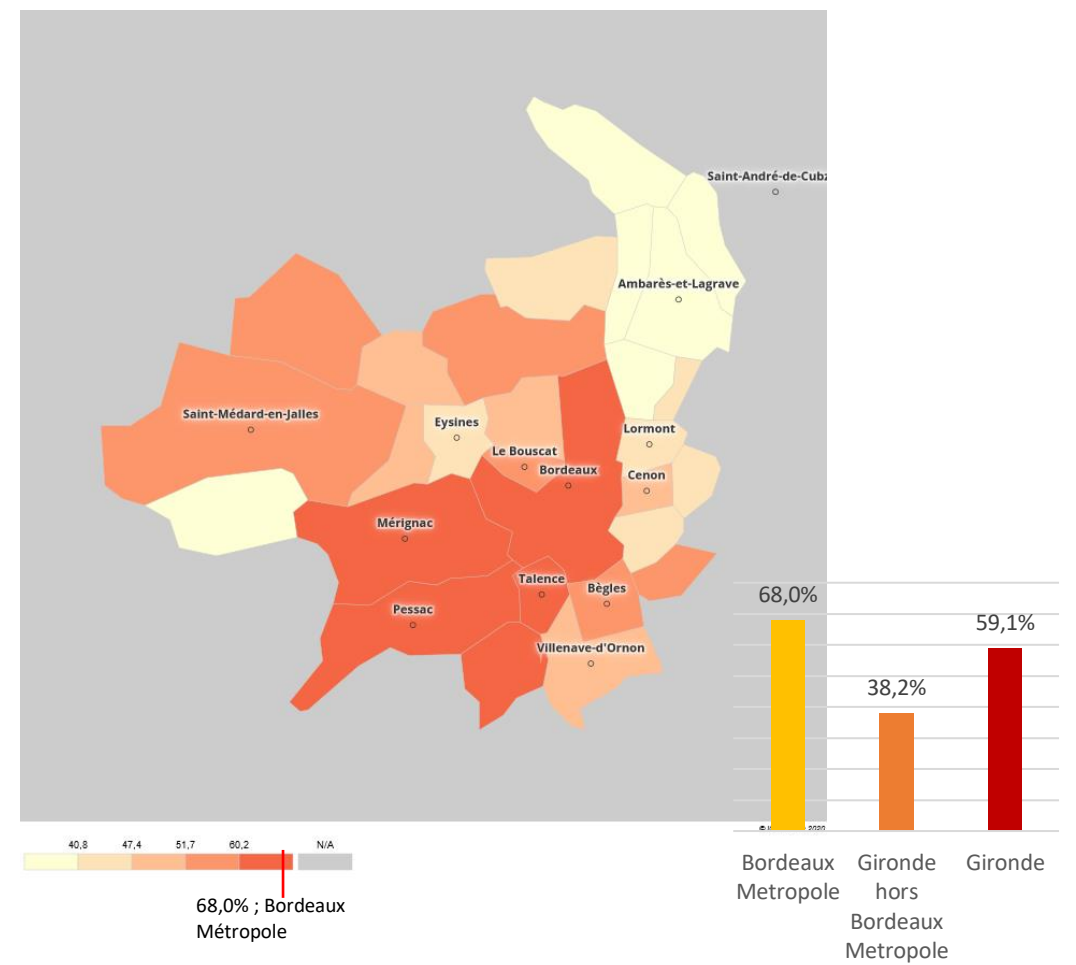 Saint-André-de-Cubz
Ambarès-et-Lagrave
Saint-Médard-en-Jalles
Eysines
Lormont
Le Bouscat
Bordeaux
Cenon
Mérignac
Talence
Bègles
Pessac
Villenave-d'Ornon
68,0%
59,1%
38,2%
2020
40,8 47,4 51,7 60,2 N/A
68,0% ; Bordeaux
Métropole
Bordeaux
Metropole
Gironde
hors
Bordeaux
Metropole
Gironde